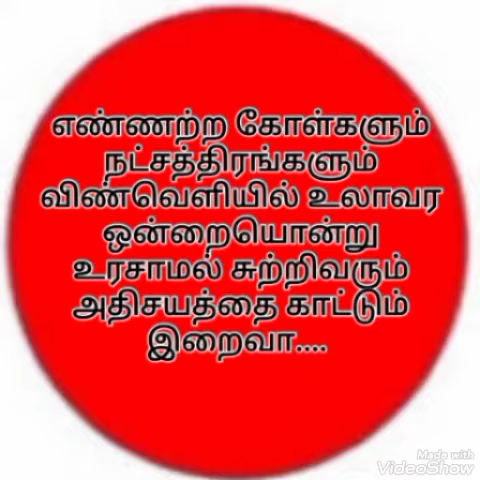 எண்ணற்ற கோள்களும்
நட்சத்திரங்களும்
விண்வெளியில் உலாவர
ஒன்றையொன்று
உரசாமல் சுற்றிவரும்
அதிசயத்தை காட்டும்
இறைவா....
Made with
VideoShow